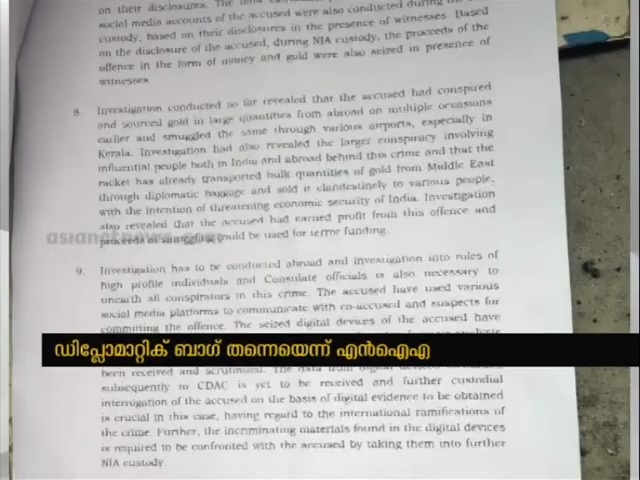 on their disclosures. The data
social media accounts of the accused were also conducted during
custody, based on their disclosures in the presence of witnesses. Based
on the disclosure of the accused, during NIA custody, the proceeds of the
offence in the form of money and gold were also seized in presence of
witnesses
8. Investigation conducted so far revealed that the accused had conspired
and sourced gold in large quantities from abroad on multiple occasions
earlier and smuggled the same through various airports, especially in
Kerala. Investigation had also revealed the larger conspiracy involving
influential people both in India and abroad behind this crime and that the
racket has already transported bulk quantities of gold from Middle East
through diplomatic baggage and sold it clandestinely to various people,
with the intention of threatening economic security of India. Investigation
also revealed that the accused had earned profit from this offence and
asianetnews.com
proceeds of smuggling could be used for terror funding.
9. Investigation has to be conducted abroad and investigation into roles of
high profile individuals and Consulate officials is also necessary to
unearth all conspirators in this crime. The accused have used various
social media platforms to communicate with co-accused and suspects for
committing the offence. The seized digital devices of the accused have
ഡിപ്ലോമാറ്റിക് ബാഗ് തന്നെയെന്ന് എൻഐഎ
been received and scrutinized. The data from digital devices
subsequently to CDAC is yet to be received and further custodial
interrogation of the accused on the basis of digital evidence to be obtained
is crucial in this case, having regard to the international ramifications of
the crime. Further, the incriminating materials found in the digital devices
is required to be confronted with the accused by taking them into further
NIA custody.